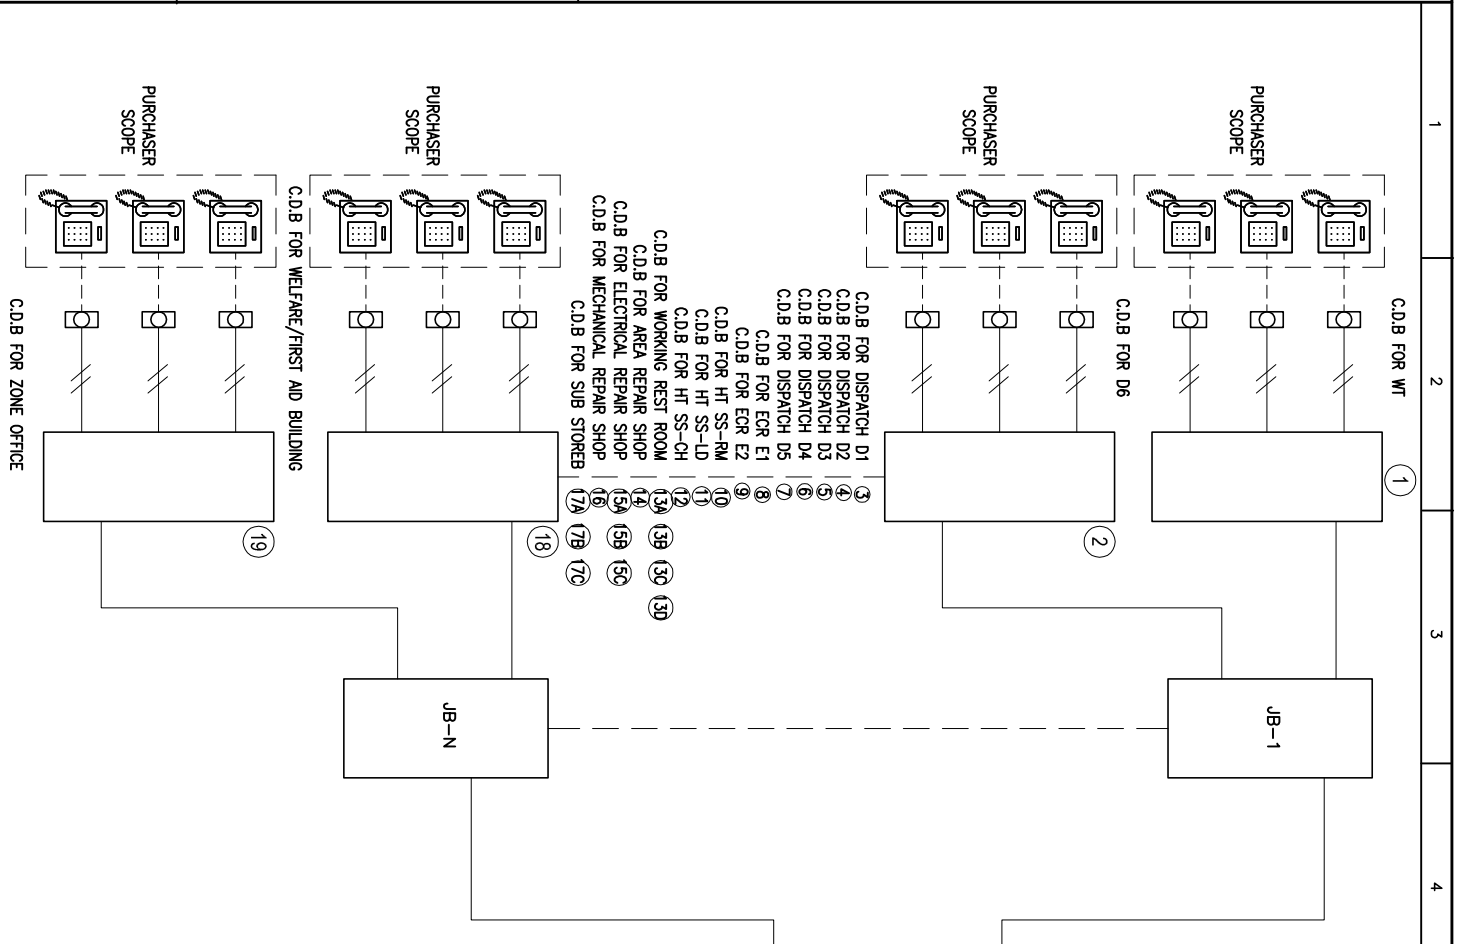 1
2
3
4
PURCHASER
SCOPE
PURCHASER
SCOPE
PURCHASER
SCOPE
PURCHASER
SCOPE
C.D.B FOR WT
1
C.D.B FOR D6
2
C.D.B FOR DISPATCH D1 3
C.D.B FOR DISPATCH D2 4
C.D.B FOR DISPATCH D3 5
C.D.B FOR DISPATCH D4 6
C.D.B FOR DISPATCH D5 7
C.D.B FOR ECR E1 8
C.D.B FOR ECR E2 9
C.D.B FOR HT SS-RM 10
C.D.B FOR HT SS-LD 11
C.D.B FOR HT SS-CH 12
C.D.B FOR WORKING REST ROOM 13A 13B 13C 13D
C.D.B FOR AREA REPAIR SHOP 14
C.D.B FOR ELECTRICAL REPAIR SHOP 15A 15B 15C
C.D.B FOR MECHANICAL REPAIR SHOP 16
C.D.B FOR SUB STOREB 17A 17B 17C
18
C.D.B FOR WELFARE/FIRST AID BUILDING
19
C.D.B FOR ZONE OFFICE
JB-1
JB-N